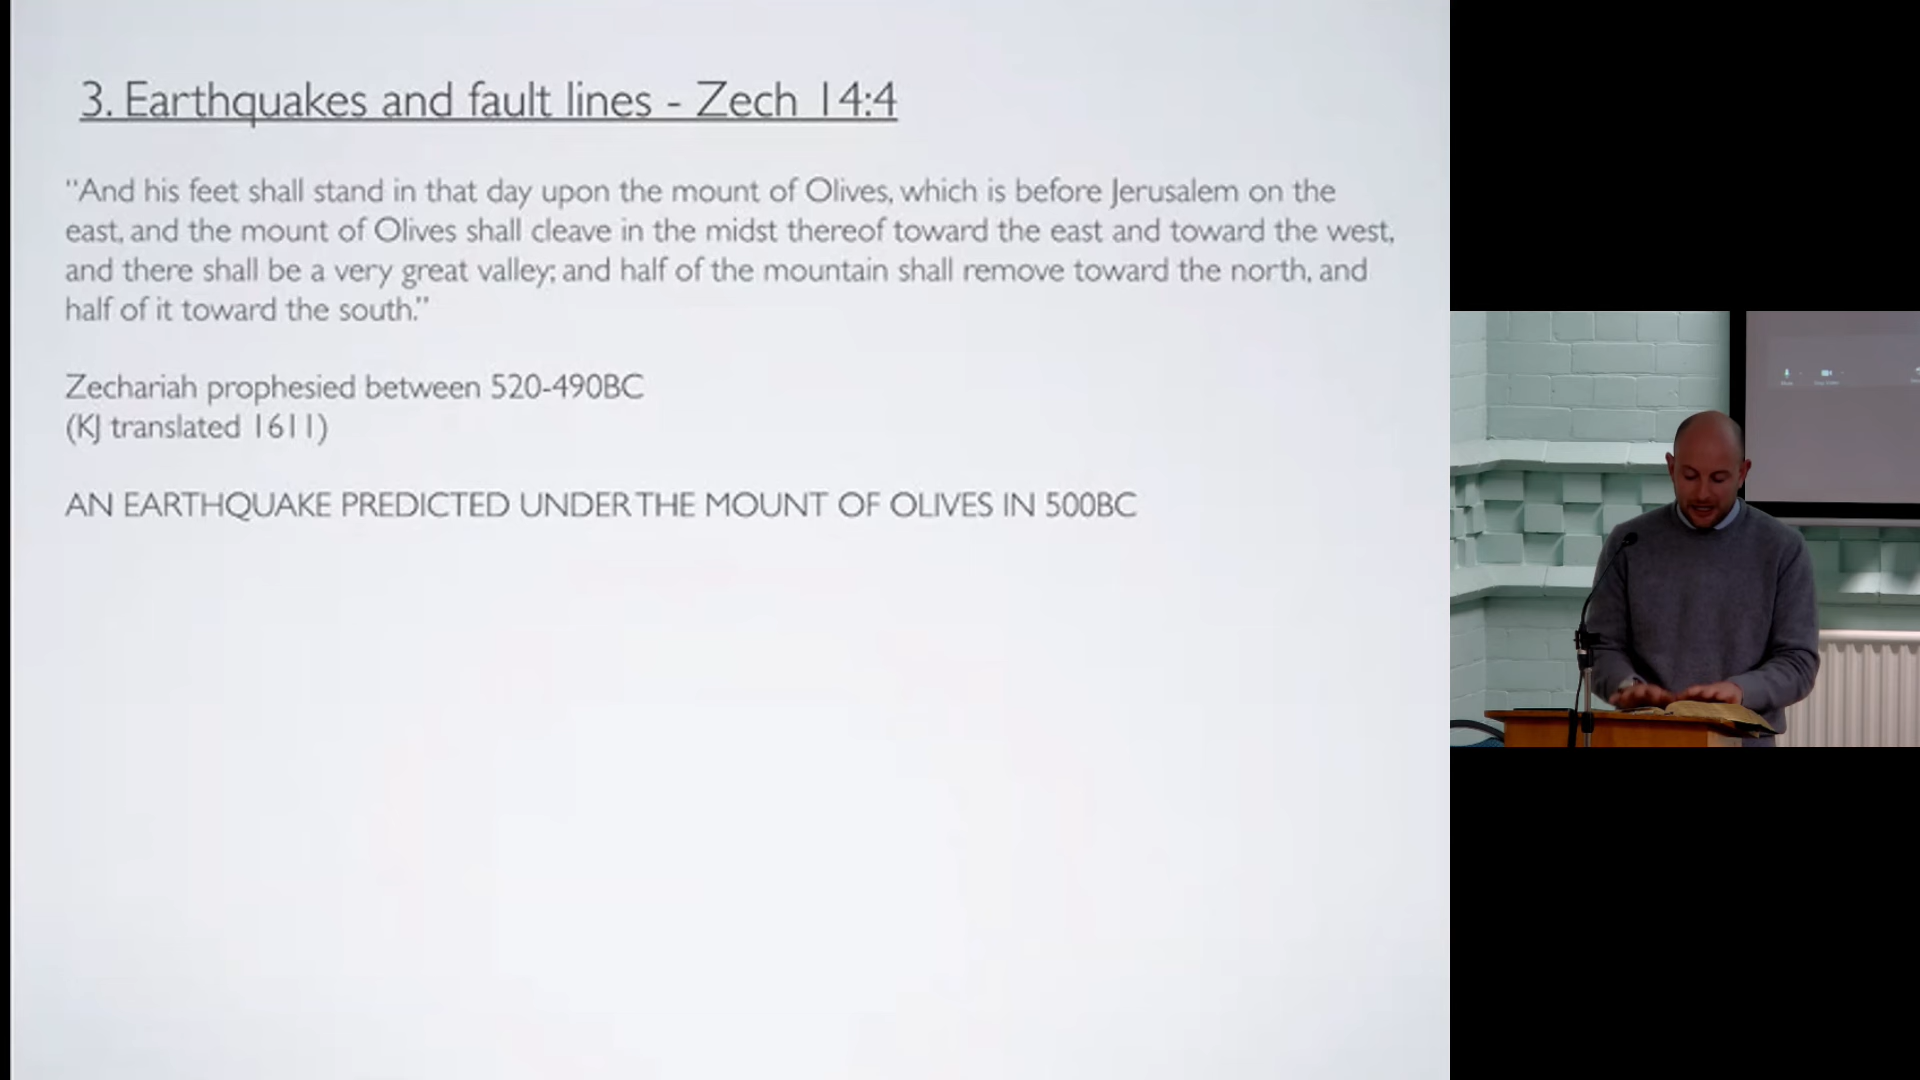 3. Earthquakes and fault lines - Zech 14:4
"And his feet shall stand in that day upon the mount of Olives, which is before Jerusalem on the
east, and the mount of Olives shall cleave in the midst thereof toward the east and toward the west,
and there shall be a very great valley; and half of the mountain shall remove toward the north, and
half of it toward the south."
Zechariah prophesied between 520-490BC
(KJ translated 1611)
AN EARTHQUAKE PREDICTED UNDER THE MOUNT OF OLIVES IN 500BC